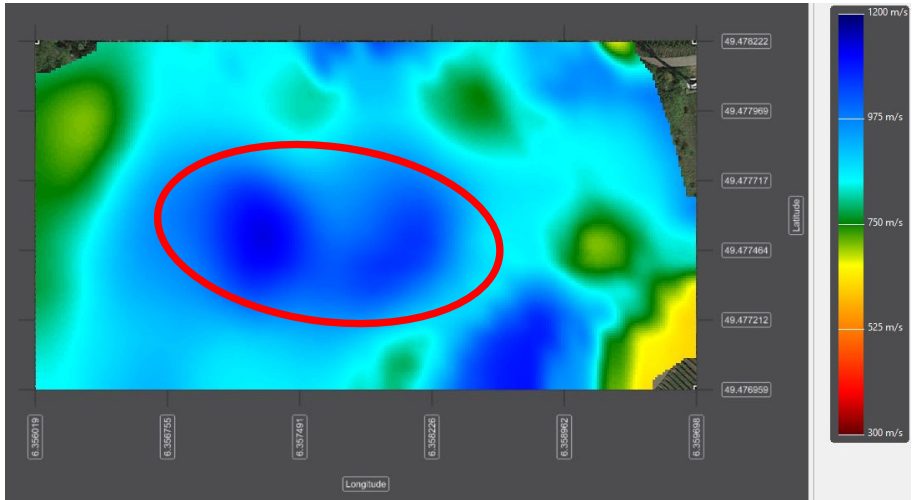 49.478222
49.477969
49.477717
49.477464
49.477212
49.476959
Latitude
6.356019
6.356755
6.357491
6.358226
6.358962
6.359698
Longitude
1200 m/s
975 m/s
750 m/s
525 m/s
300 m/s